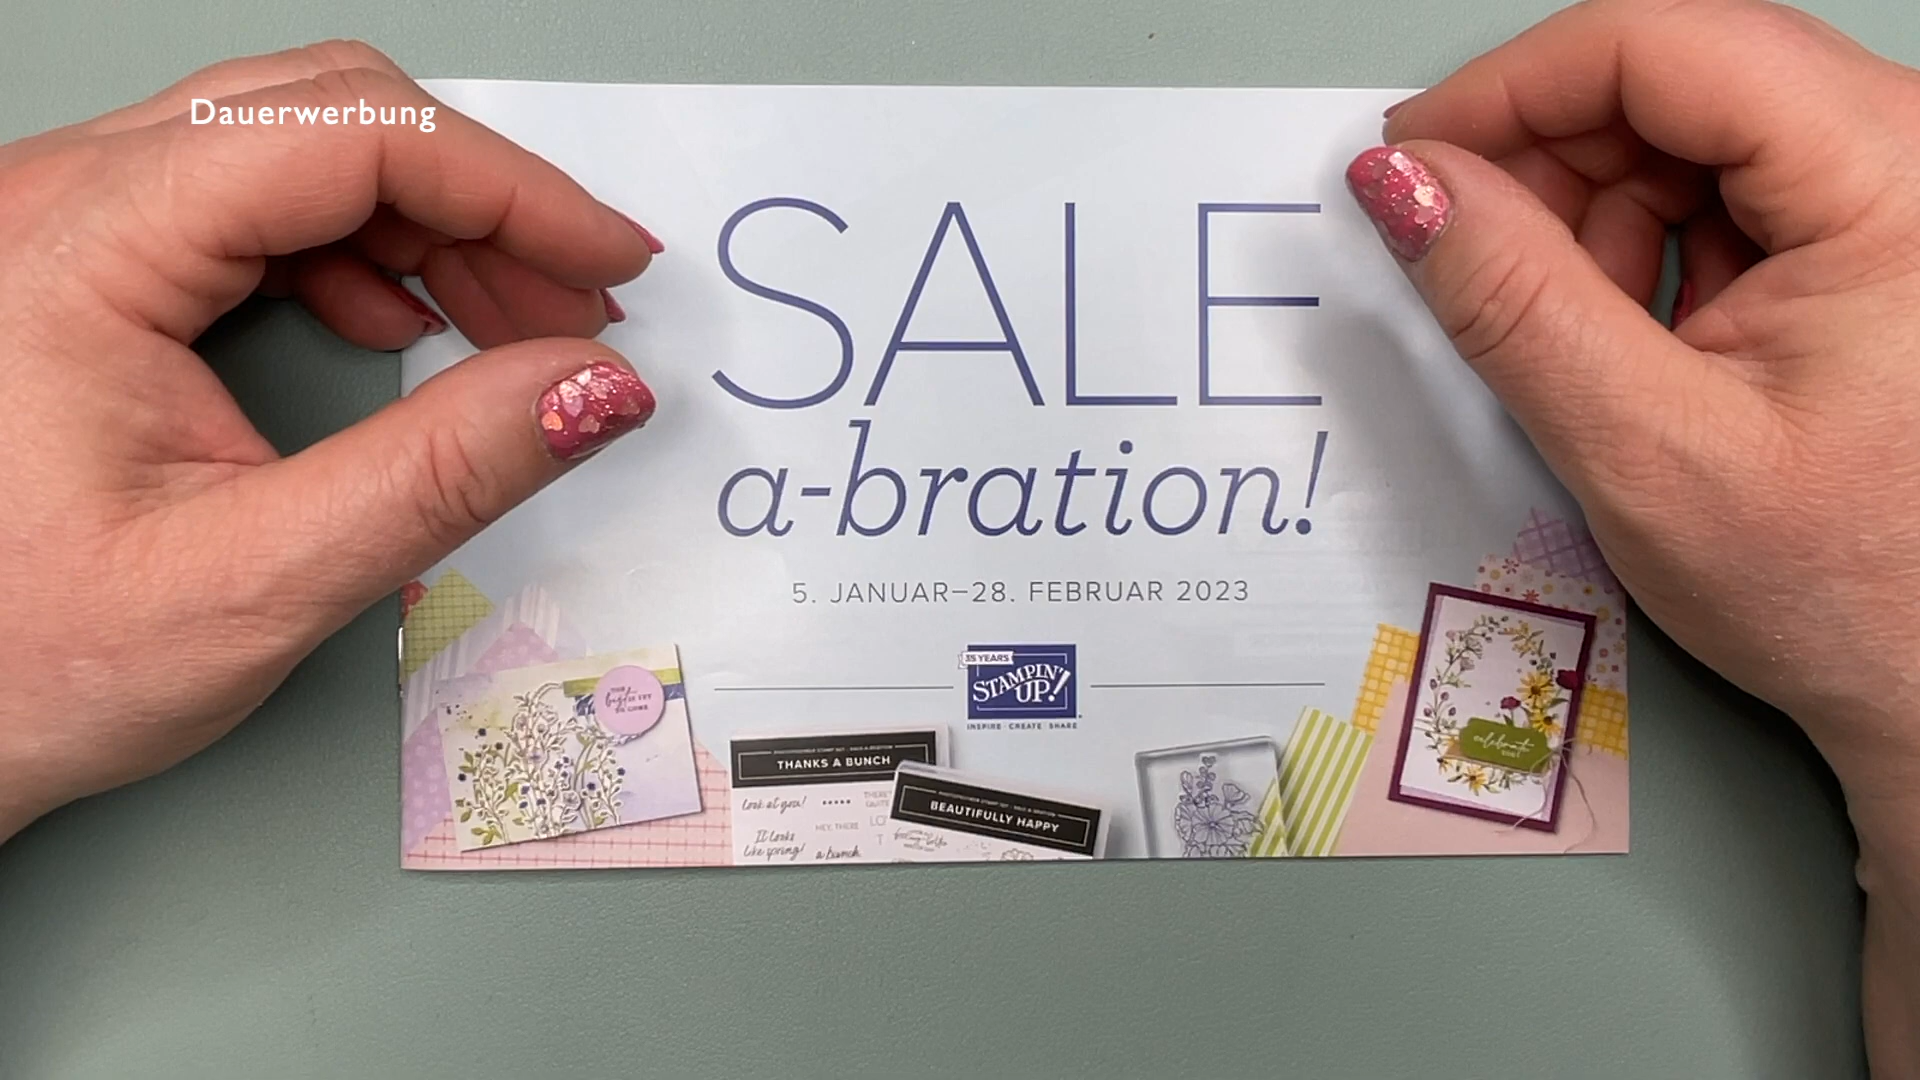 Dauerwerbung
SALE
a-bration!
5. JANUAR–28. FEBRUAR 2023
35 YEARS
STAMPIN' UP!
INSPIRE · CREATE · SHARE
THANKS A BUNCH
look at you!
HEY, THERE
It looks
like spring!
a bunch
BEAUTIFULLY HAPPY
celebrate